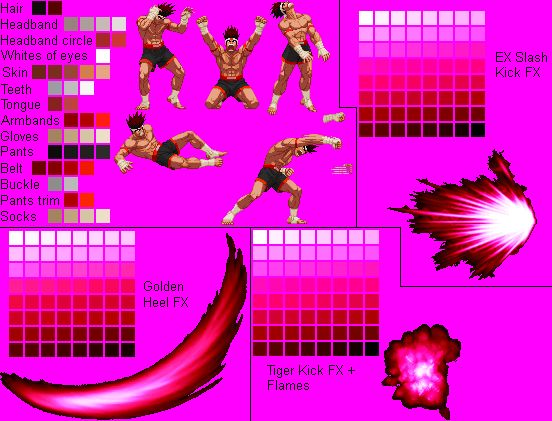 Hair
Headband
Headband circle
Whites of eyes
Skin
Teeth
Tongue
Armbands
Gloves
Pants
Belt
Buckle
Pants trim
Socks
EX Slash
Kick FX
Golden
Heel FX
Tiger Kick FX +
Flames